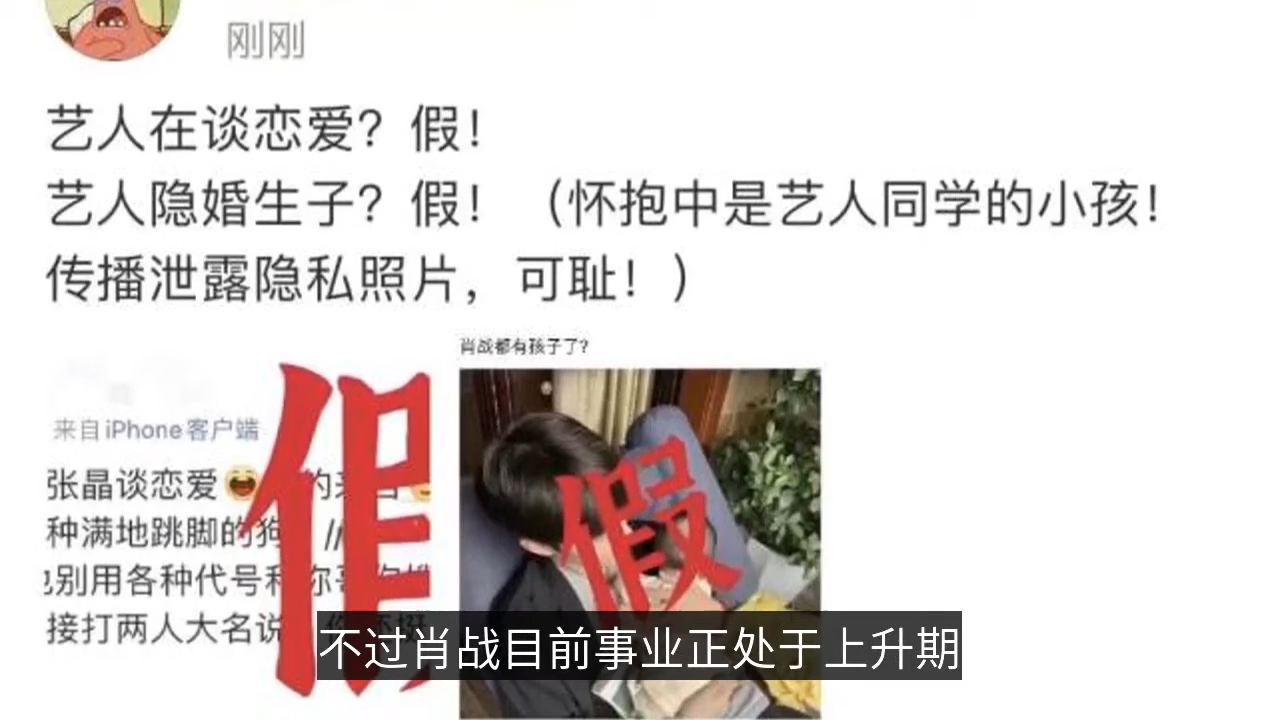 刚刚
艺人在谈恋爱？假！
艺人隐婚生子？假！（怀抱中是艺人同学的小孩！
传播泄露隐私照片，可耻！）
肖战都有孩子了？
来自iPhone客户端
张晶谈恋爱
种满地跳脚的狗 //
别用各种代号和你哥
接打两人大名说
假
假
不过肖战目前事业正处于上升期